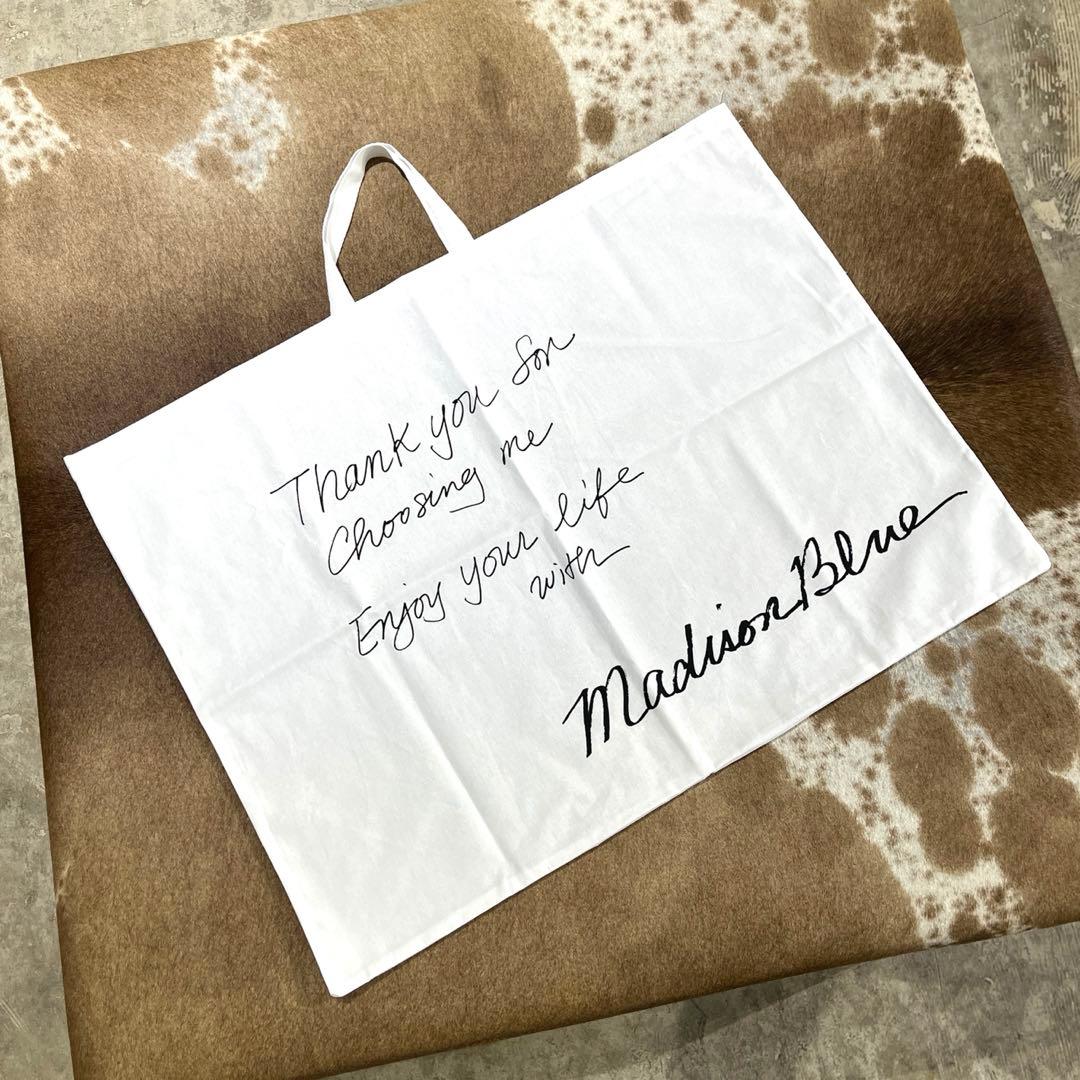 Thank you for
Choosing me
Enjoy your life
with
MadisonBlue